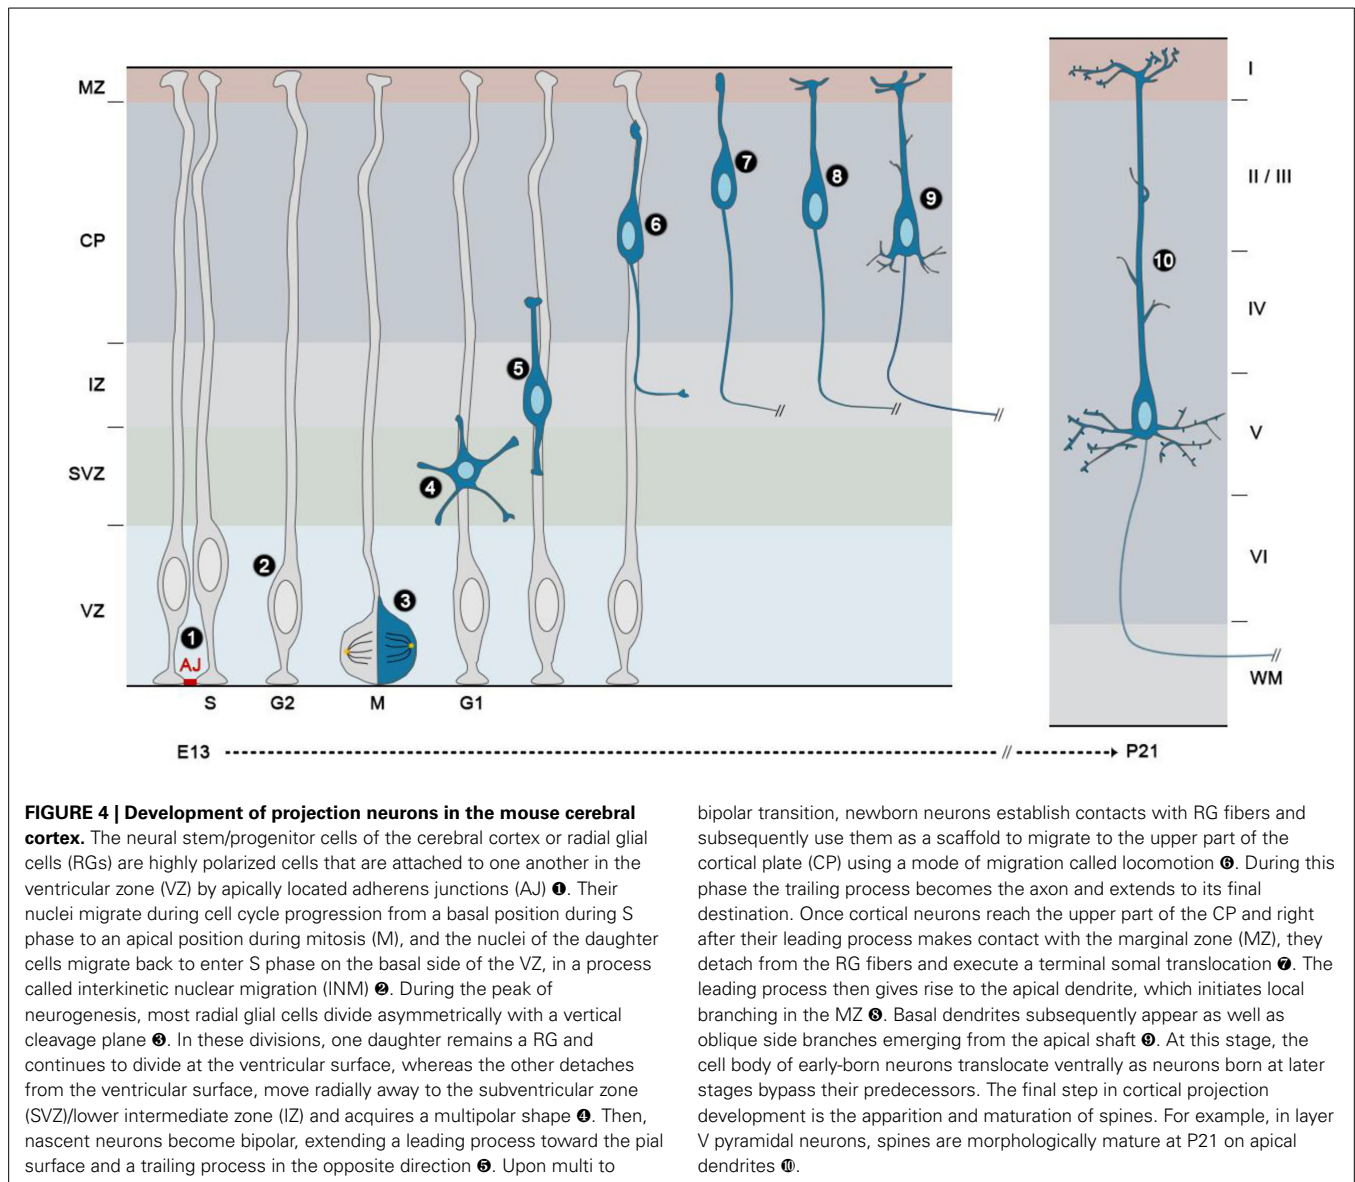 MZ
CP
IZ
SVZ
VZ
1
2
3
4
5
6
7
8
9
10
AJ
S
G2
M
G1
I
II / III
IV
V
VI
WM
E13
P21
FIGURE 4 | Development of projection neurons in the mouse cerebral
cortex. The neural stem/progenitor cells of the cerebral cortex or radial glial
cells (RGs) are highly polarized cells that are attached to one another in the
ventricular zone (VZ) by apically located adherens junctions (AJ) ❶. Their
nuclei migrate during cell cycle progression from a basal position during S
phase to an apical position during mitosis (M), and the nuclei of the daughter
cells migrate back to enter S phase on the basal side of the VZ, in a process
called interkinetic nuclear migration (INM) ❷. During the peak of
neurogenesis, most radial glial cells divide asymmetrically with a vertical
cleavage plane ❸. In these divisions, one daughter remains a RG and
continues to divide at the ventricular surface, whereas the other detaches
from the ventricular surface, move radially away to the subventricular zone
(SVZ)/lower intermediate zone (IZ) and acquires a multipolar shape ❹. Then,
nascent neurons become bipolar, extending a leading process toward the pial
surface and a trailing process in the opposite direction ❺. Upon multi to
bipolar transition, newborn neurons establish contacts with RG fibers and
subsequently use them as a scaffold to migrate to the upper part of the
cortical plate (CP) using a mode of migration called locomotion ❻. During this
phase the trailing process becomes the axon and extends to its final
destination. Once cortical neurons reach the upper part of the CP and right
after their leading process makes contact with the marginal zone (MZ), they
detach from the RG fibers and execute a terminal somal translocation ❼. The
leading process then gives rise to the apical dendrite, which initiates local
branching in the MZ ❽. Basal dendrites subsequently appear as well as
oblique side branches emerging from the apical shaft ❾. At this stage, the
cell body of early-born neurons translocate ventrally as neurons born at later
stages bypass their predecessors. The final step in cortical projection
development is the apparition and maturation of spines. For example, in layer
V pyramidal neurons, spines are morphologically mature at P21 on apical
dendrites ❿.